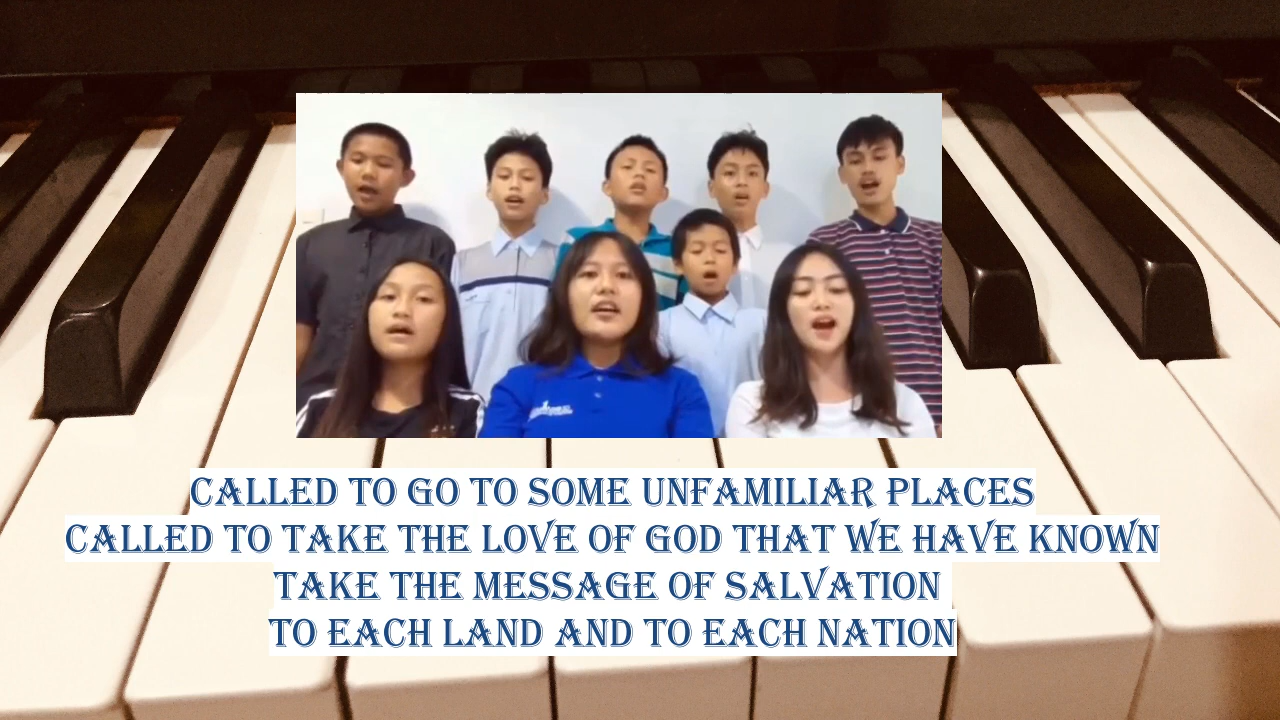 CALLED TO GO TO SOME UNFAMILIAR PLACES
CALLED TO TAKE THE LOVE OF GOD THAT WE HAVE KNOWN
TAKE THE MESSAGE OF SALVATION
TO EACH LAND AND TO EACH NATION